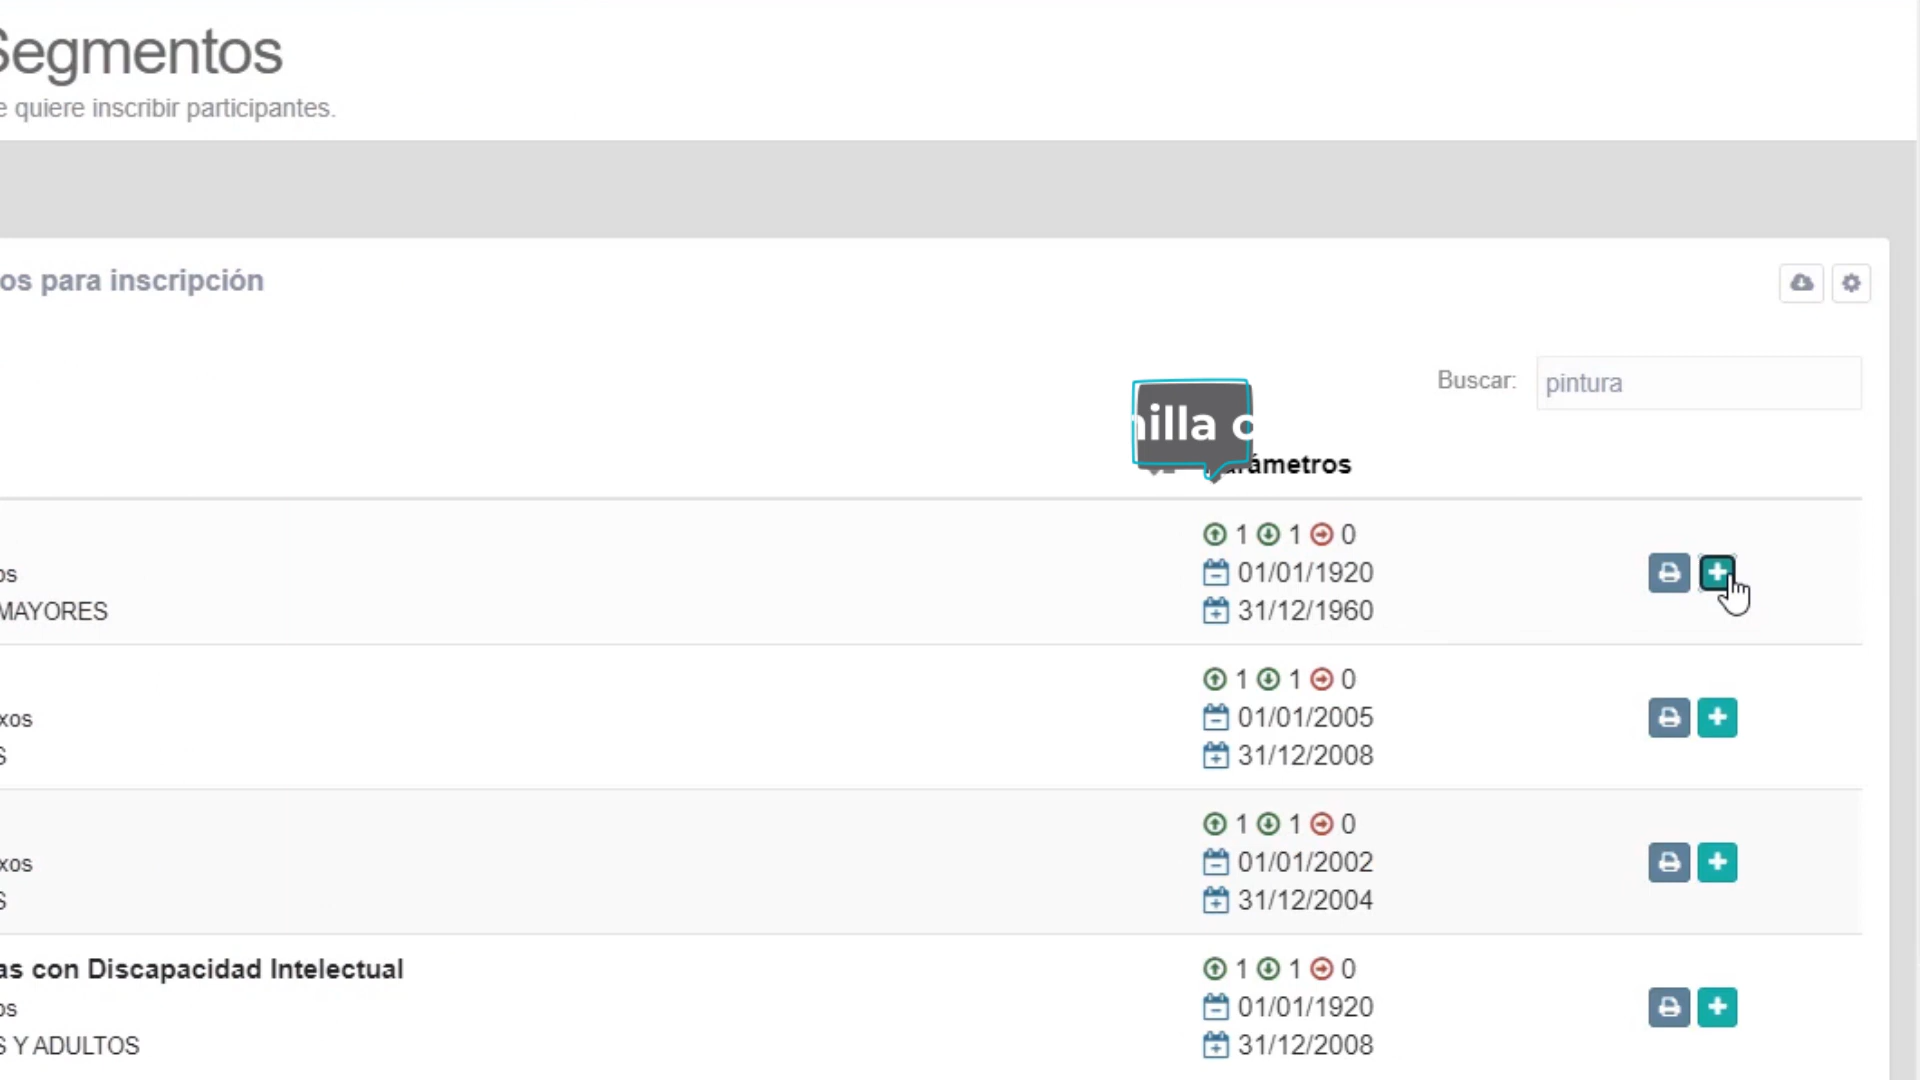 Segmentos
e quiere inscribir participantes.
os para inscripción
Buscar: pintura
nilla c
Parámetros
1 1 0
os 01/01/1920
MAYORES 31/12/1960
1 1 0
xos 01/01/2005
S 31/12/2008
1 1 0
xos 01/01/2002
S 31/12/2004
as con Discapacidad Intelectual 1 1 0
os 01/01/1920
S Y ADULTOS 31/12/2008